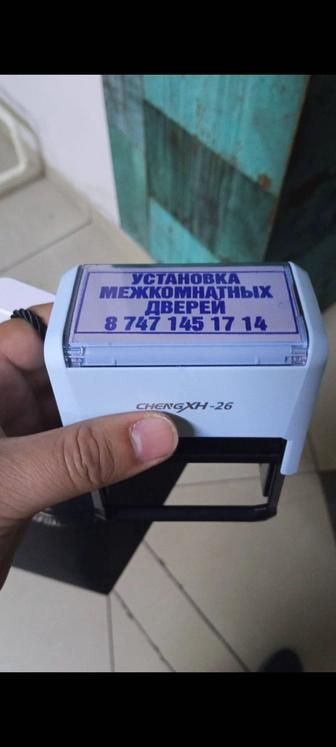 УСТАНОВКА
МЕЖКОМНАТНЫХ
ДВЕРЕЙ
8 747 145 17 14
CHENGXH-26